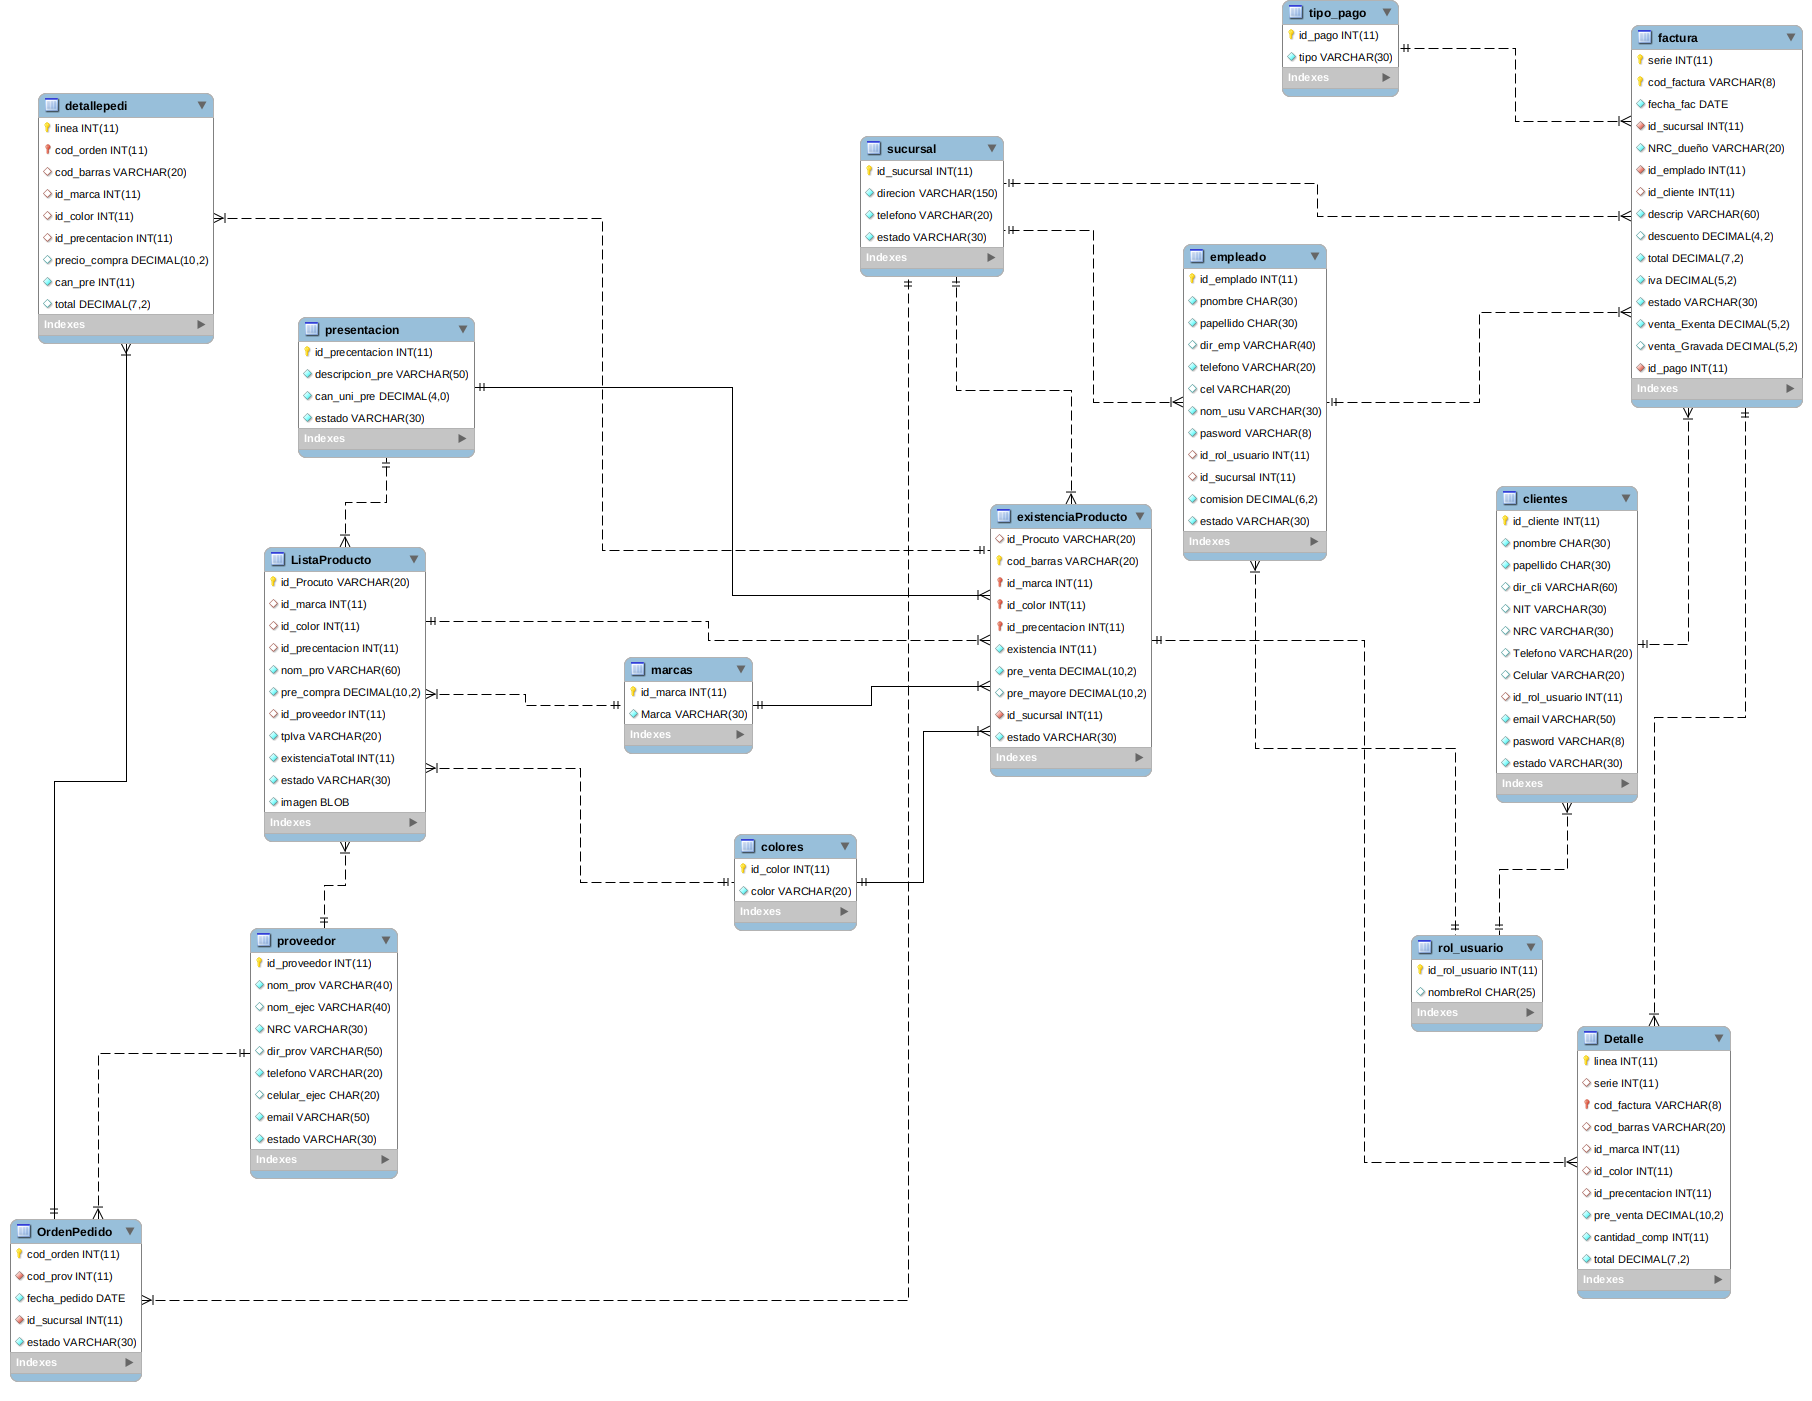 tipo_pago
id_pago INT(11)
tipo VARCHAR(30)
Indexes
factura
serie INT(11)
cod_factura VARCHAR(8)
fecha_fac DATE
id_sucursal INT(11)
NRC_dueño VARCHAR(20)
id_emplado INT(11)
id_cliente INT(11)
descrip VARCHAR(60)
descuento DECIMAL(4,2)
total DECIMAL(7,2)
iva DECIMAL(5,2)
estado VARCHAR(30)
venta_Exenta DECIMAL(5,2)
venta_Gravada DECIMAL(5,2)
id_pago INT(11)
Indexes
detallepedi
linea INT(11)
cod_orden INT(11)
cod_barras VARCHAR(20)
id_marca INT(11)
id_color INT(11)
id_precentacion INT(11)
precio_compra DECIMAL(10,2)
can_pre INT(11)
total DECIMAL(7,2)
Indexes
sucursal
id_sucursal INT(11)
direcion VARCHAR(150)
telefono VARCHAR(20)
estado VARCHAR(30)
Indexes
empleado
id_emplado INT(11)
pnombre CHAR(30)
papellido CHAR(30)
dir_emp VARCHAR(40)
telefono VARCHAR(20)
cel VARCHAR(20)
nom_usu VARCHAR(30)
pasword VARCHAR(8)
id_rol_usuario INT(11)
id_sucursal INT(11)
comision DECIMAL(6,2)
estado VARCHAR(30)
Indexes
presentacion
id_precentacion INT(11)
descripcion_pre VARCHAR(50)
can_uni_pre DECIMAL(4,0)
estado VARCHAR(30)
Indexes
clientes
id_cliente INT(11)
pnombre CHAR(30)
papellido CHAR(30)
dir_cli VARCHAR(60)
NIT VARCHAR(30)
NRC VARCHAR(30)
Telefono VARCHAR(20)
Celular VARCHAR(20)
id_rol_usuario INT(11)
email VARCHAR(50)
pasword VARCHAR(8)
estado VARCHAR(30)
Indexes
existenciaProducto
id_Procuto VARCHAR(20)
cod_barras VARCHAR(20)
id_marca INT(11)
id_color INT(11)
id_precentacion INT(11)
existencia INT(11)
pre_venta DECIMAL(10,2)
pre_mayore DECIMAL(10,2)
id_sucursal INT(11)
estado VARCHAR(30)
Indexes
ListaProducto
id_Procuto VARCHAR(20)
id_marca INT(11)
id_color INT(11)
id_precentacion INT(11)
nom_pro VARCHAR(60)
pre_compra DECIMAL(10,2)
id_proveedor INT(11)
tpIva VARCHAR(20)
existenciaTotal INT(11)
estado VARCHAR(30)
imagen BLOB
Indexes
marcas
id_marca INT(11)
Marca VARCHAR(30)
Indexes
colores
id_color INT(11)
color VARCHAR(20)
Indexes
proveedor
id_proveedor INT(11)
nom_prov VARCHAR(40)
nom_ejec VARCHAR(40)
NRC VARCHAR(30)
dir_prov VARCHAR(50)
telefono VARCHAR(20)
celular_ejec CHAR(20)
email VARCHAR(50)
estado VARCHAR(30)
Indexes
rol_usuario
id_rol_usuario INT(11)
nombreRol CHAR(25)
Indexes
Detalle
linea INT(11)
serie INT(11)
cod_factura VARCHAR(8)
cod_barras VARCHAR(20)
id_marca INT(11)
id_color INT(11)
id_precentacion INT(11)
pre_venta DECIMAL(10,2)
cantidad_comp INT(11)
total DECIMAL(7,2)
Indexes
OrdenPedido
cod_orden INT(11)
cod_prov INT(11)
fecha_pedido DATE
id_sucursal INT(11)
estado VARCHAR(30)
Indexes